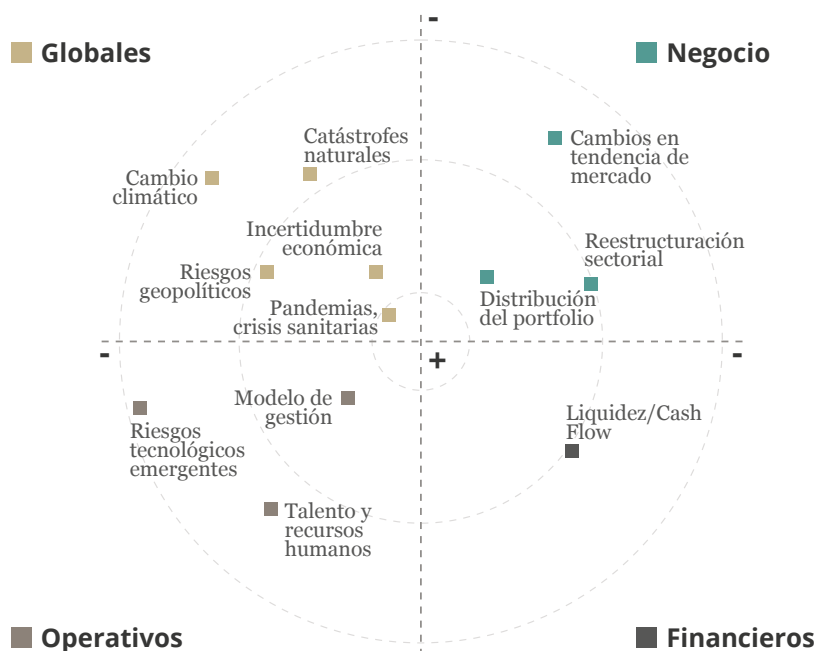 -
Globales
Negocio
Catástrofes
naturales
Cambios en
tendencia de
mercado
Cambio
climático
Incertidumbre
económica
Reestructuración
sectorial
Riesgos
geopolíticos
Distribución
del portfolio
Pandemias,
crisis sanitarias
-
+
-
Modelo de
gestión
Liquidez/Cash
Flow
Riesgos
tecnológicos
emergentes
Talento y
recursos
humanos
Operativos
Financieros